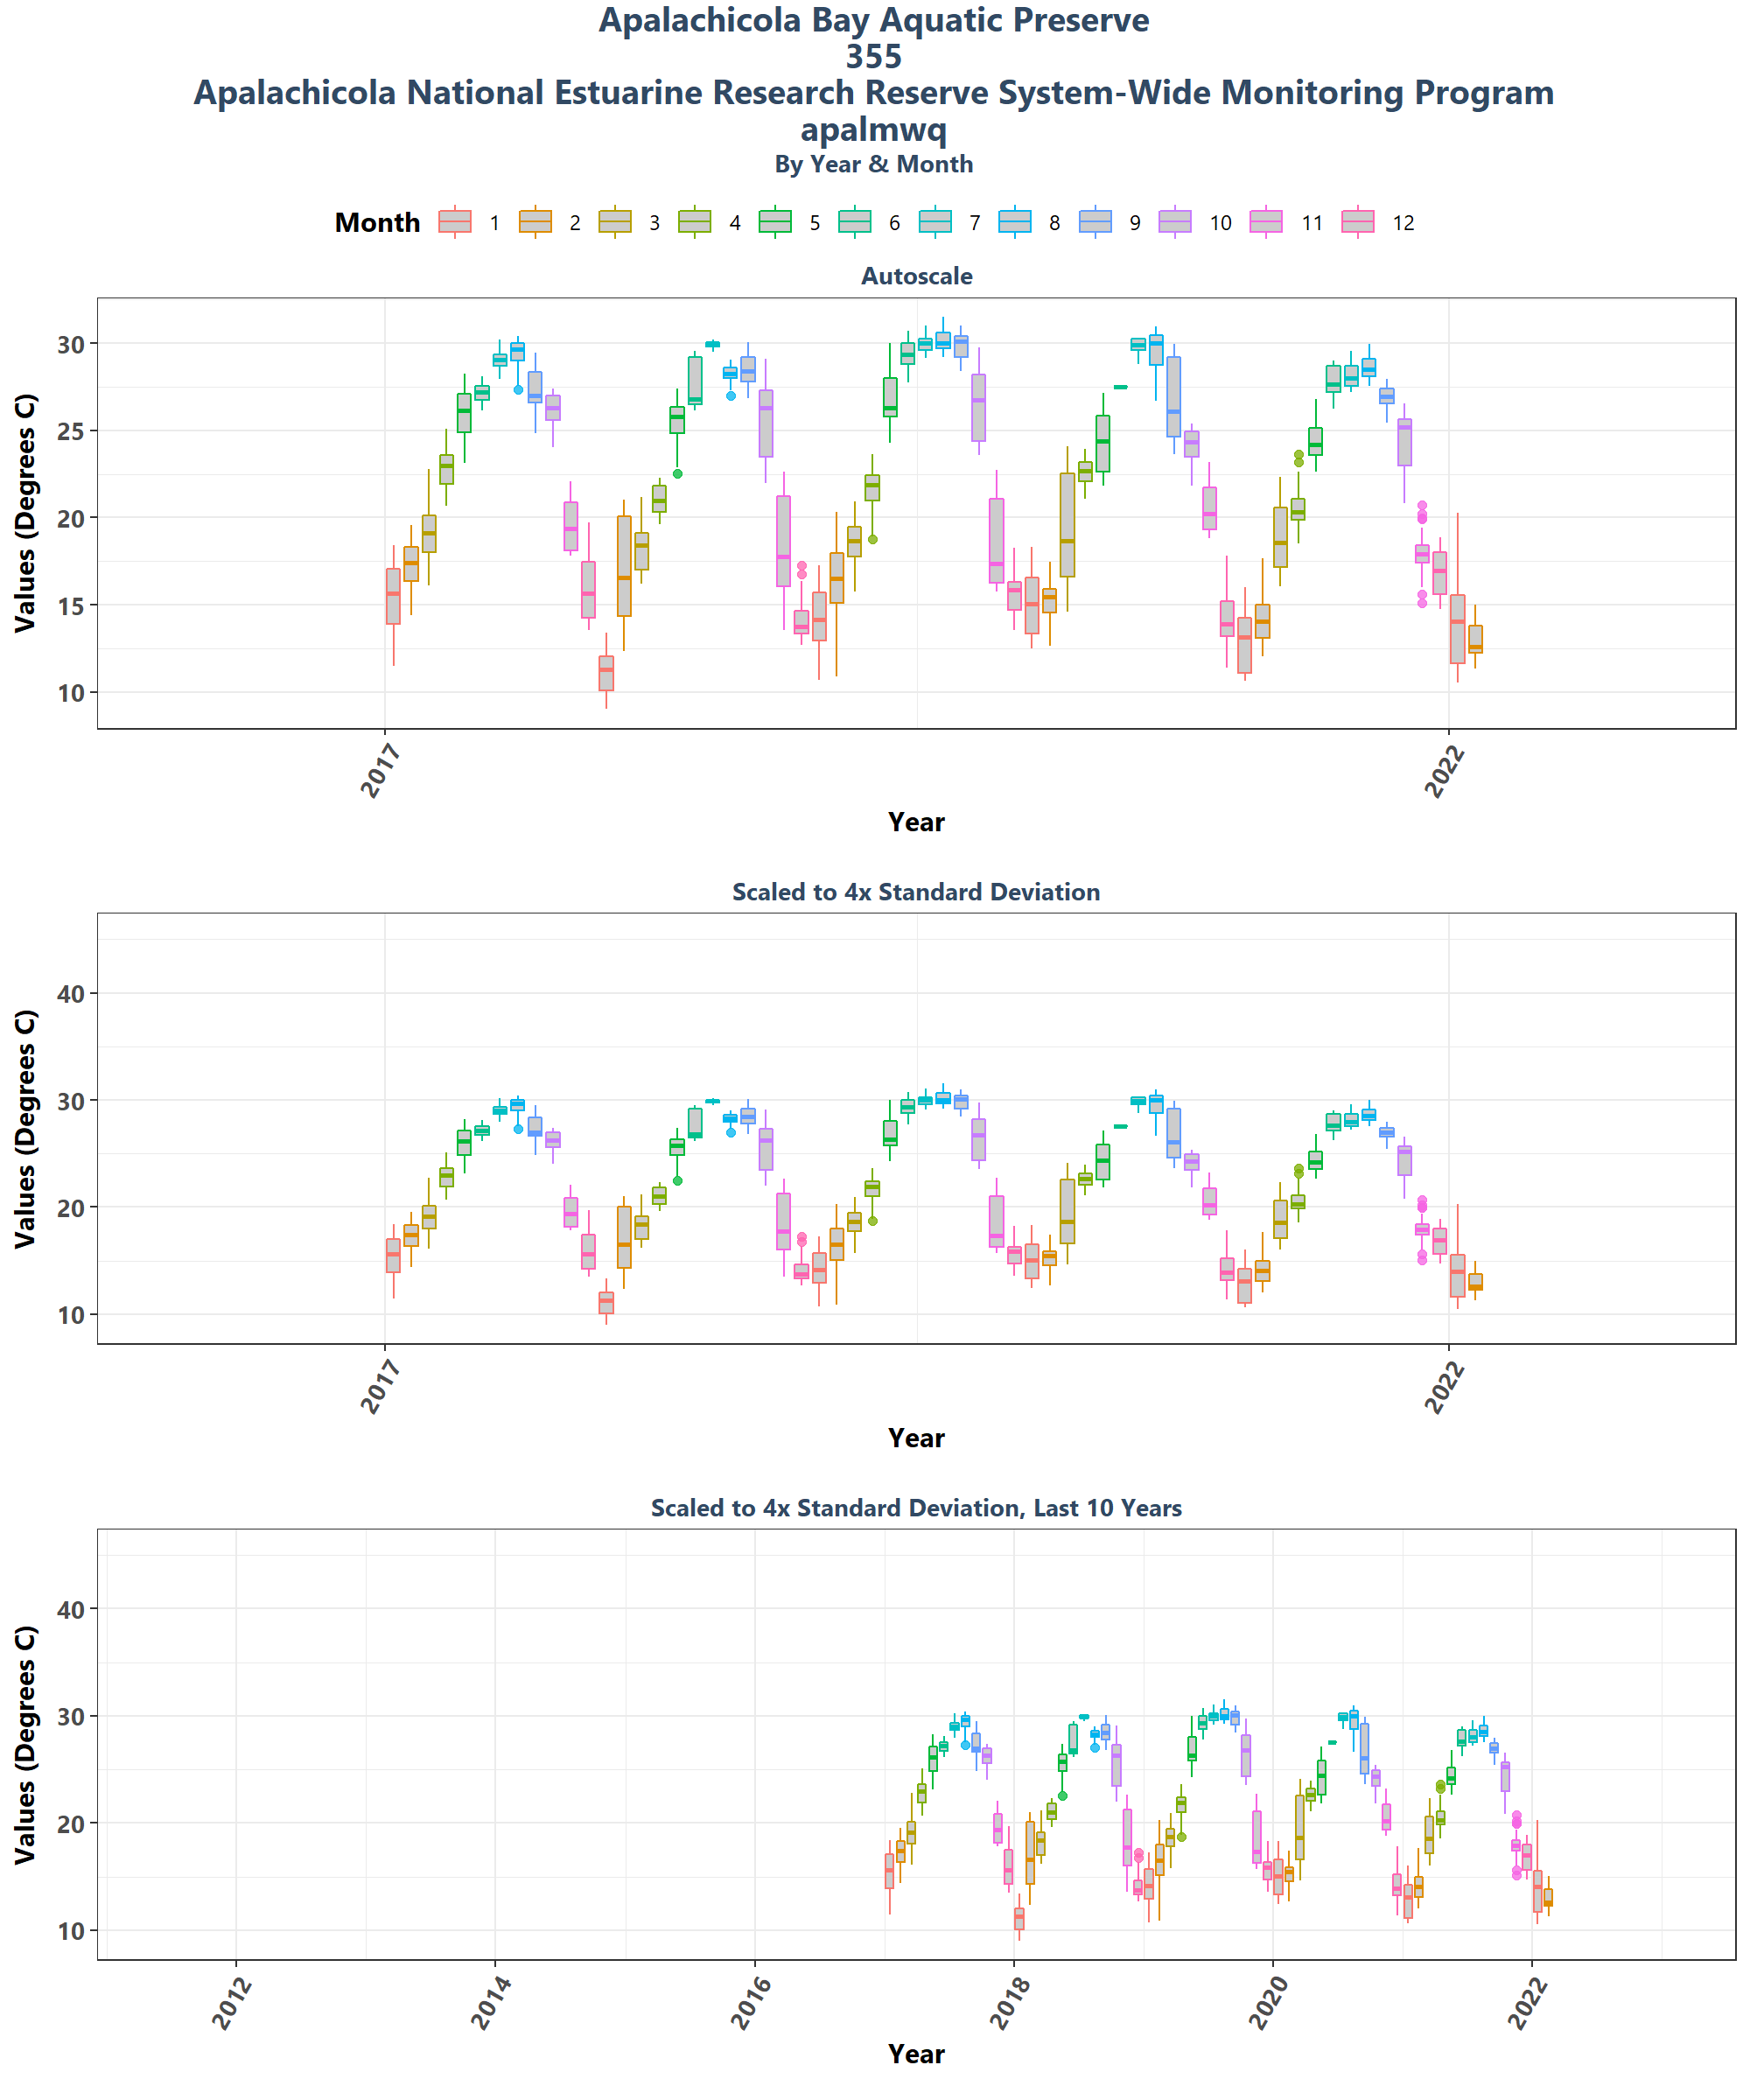 Apalachicola Bay Aquatic Preserve
355
Apalachicola National Estuarine Research Reserve System-Wide Monitoring Program
apalmwq
By Year & Month
Month 1 2 3 4 5 6 7 8 9 10 11 12
Autoscale
Values (Degrees C)
30
25
20
15
10
2017 2022
Year
Scaled to 4x Standard Deviation
Values (Degrees C)
40
30
20
10
2017 2022
Year
Scaled to 4x Standard Deviation, Last 10 Years
Values (Degrees C)
40
30
20
10
2012 2014 2016 2018 2020 2022
Year